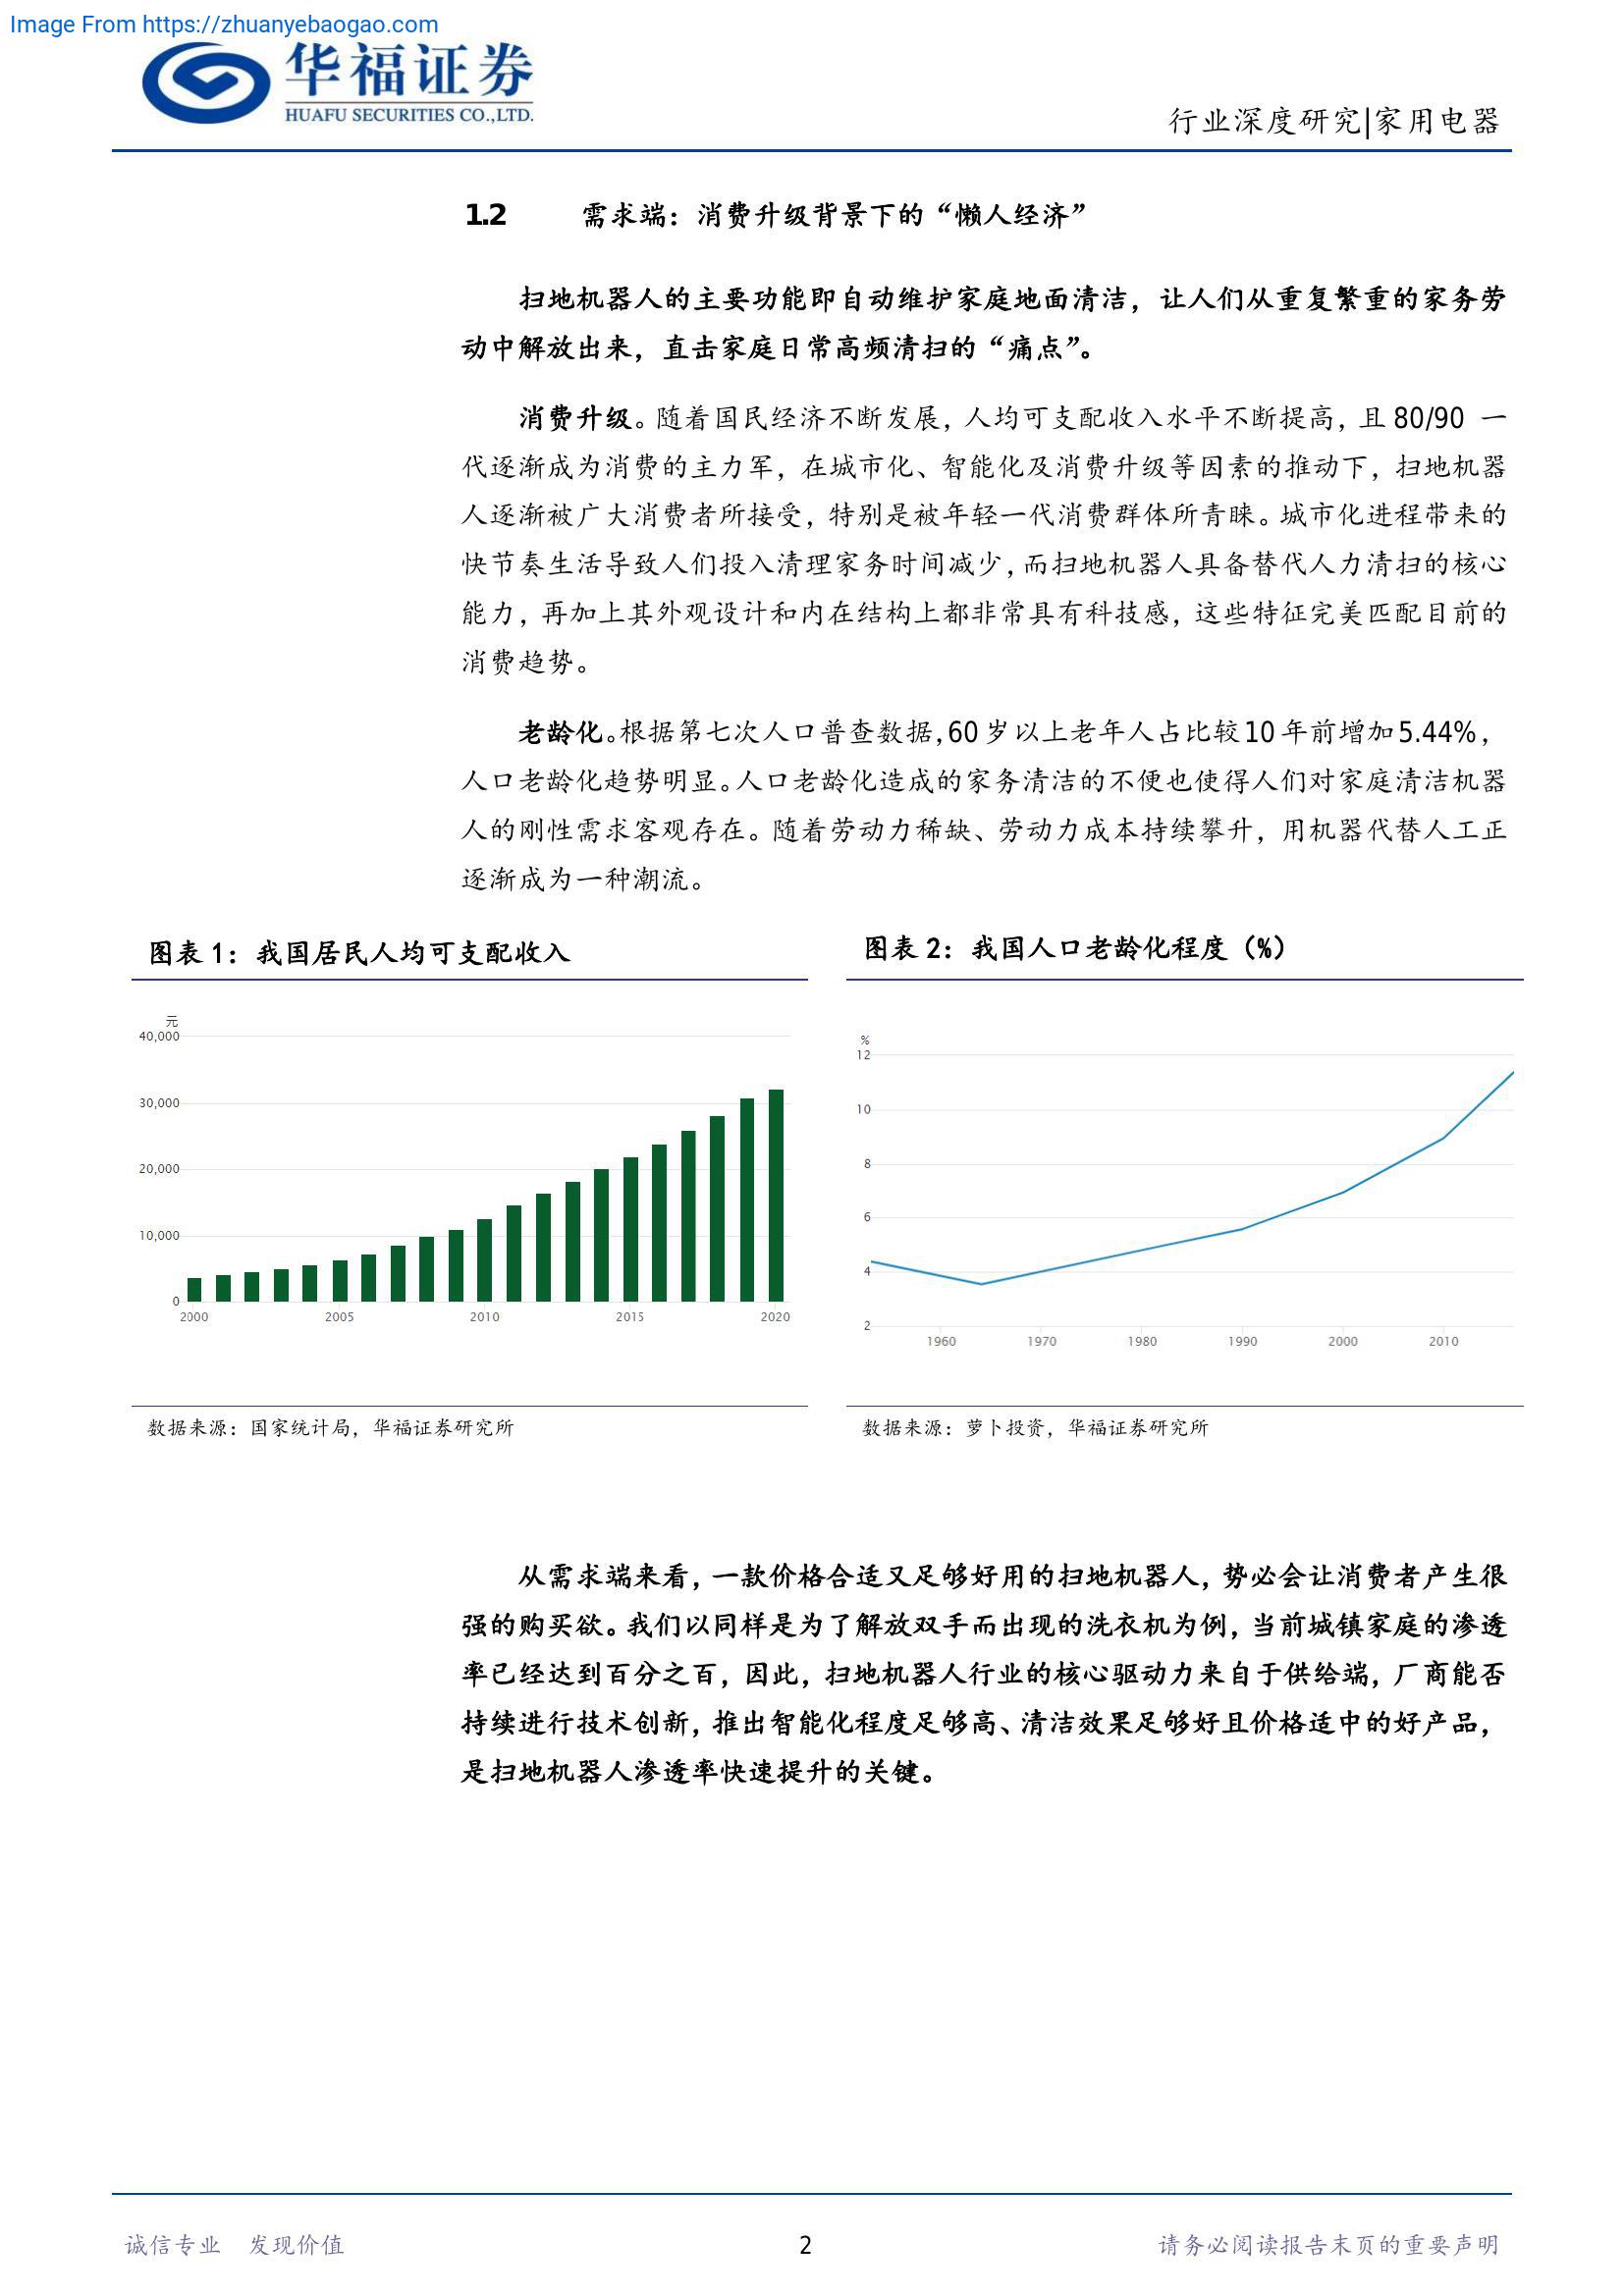 Image From https://zhuanyebaogao.com
华福证券
HUAFU SECURITIES CO.,LTD.
行业深度研究|家用电器
1.2 需求端：消费升级背景下的“懒人经济”
扫地机器人的主要功能即自动维护家庭地面清洁，让人们从重复繁重的家务劳
动中解放出来，直击家庭日常高频清扫的“痛点”。
消费升级。随着国民经济不断发展，人均可支配收入水平不断提高，且 80/90 一
代逐渐成为消费的主力军，在城市化、智能化及消费升级等因素的推动下，扫地机器
人逐渐被广大消费者所接受，特别是被年轻一代消费群体所青睐。城市化进程带来的
快节奏生活导致人们投入清理家务时间减少，而扫地机器人具备替代人力清扫的核心
能力，再加上其外观设计和内在结构上都非常具有科技感，这些特征完美匹配目前的
消费趋势。
老龄化。根据第七次人口普查数据，60 岁以上老年人占比较 10 年前增加 5.44%，
人口老龄化趋势明显。人口老龄化造成的家务清洁的不便也使得人们对家庭清洁机器
人的刚性需求客观存在。随着劳动力稀缺、劳动力成本持续攀升，用机器代替人工正
逐渐成为一种潮流。
图表 1：我国居民人均可支配收入
元
40,000
30,000
20,000
10,000
0
2000 2005 2010 2015 2020
数据来源：国家统计局，华福证券研究所
图表 2：我国人口老龄化程度（%）
%
12
10
8
6
4
2
1960 1970 1980 1990 2000 2010
数据来源：萝卜投资，华福证券研究所
从需求端来看，一款价格合适又足够好用的扫地机器人，势必会让消费者产生很
强的购买欲。我们以同样是为了解放双手而出现的洗衣机为例，当前城镇家庭的渗透
率已经达到百分之百，因此，扫地机器人行业的核心驱动力来自于供给端，厂商能否
持续进行技术创新，推出智能化程度足够高、清洁效果足够好且价格适中的好产品，
是扫地机器人渗透率快速提升的关键。
诚信专业 发现价值
2
请务必阅读报告末页的重要声明